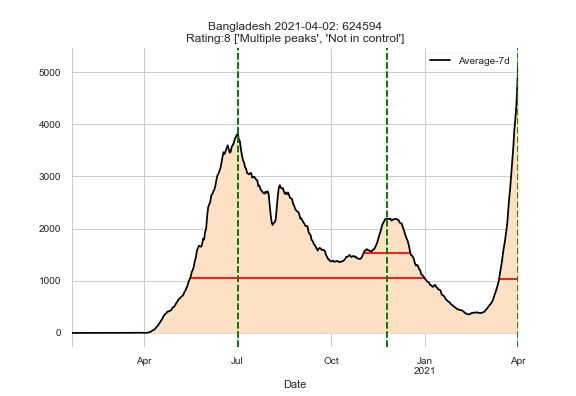 Bangladesh 2021-04-02: 624594
Rating:8 ['Multiple peaks', 'Not in control']
Average-7d
5000
4000
3000
2000
1000
0
Apr
Jul
Oct
Jan
2021
Apr
Date